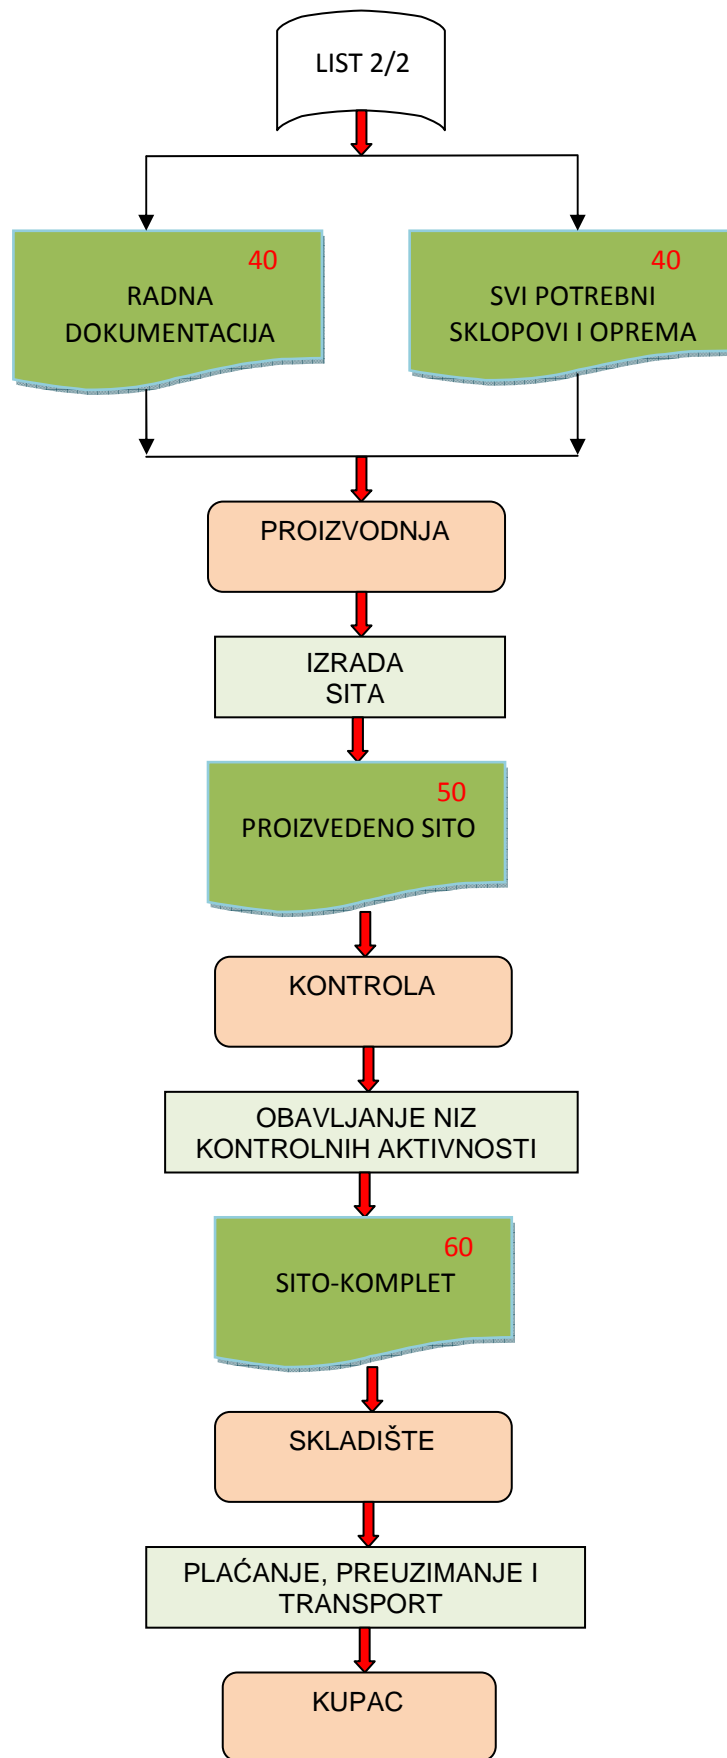 LIST 2/2
40
RADNA
DOKUMENTACIJA
40
SVI POTREBNI
SKLOPOVI I OPREMA
PROIZVODNJA
IZRADA
SITA
50
PROIZVEDENO SITO
KONTROLA
OBAVLJANJE NIZ
KONTROLNIH AKTIVNOSTI
60
SITO-KOMPLET
SKLADIŠTE
PLAĆANJE, PREUZIMANJE I
TRANSPORT
KUPAC